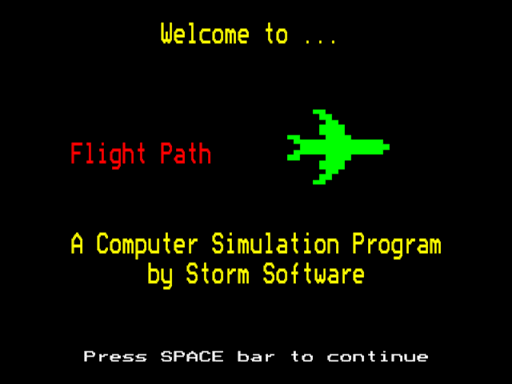 Welcome to ...
Flight Path
A Computer Simulation Program
by Storm Software
Press SPACE bar to continue